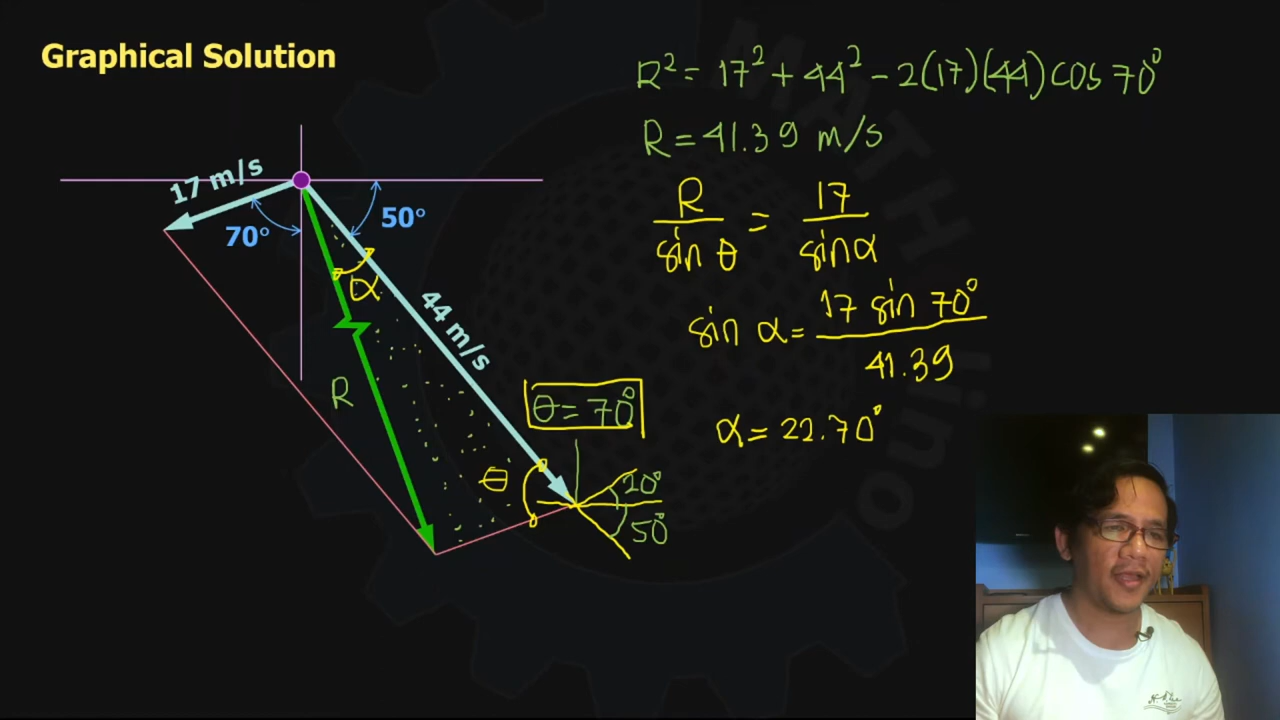 Graphical Solution
R² = 17² + 44² - 2(17)(44) cos 70°
R = 41.39 m/s
R / sin θ = 17 / sin α
sin α = 17 sin 70° / 41.39
α = 22.70°
17 m/s
70°
50°
α
44 m/s
R
θ = 70°
θ
20°
50°
MATHlino